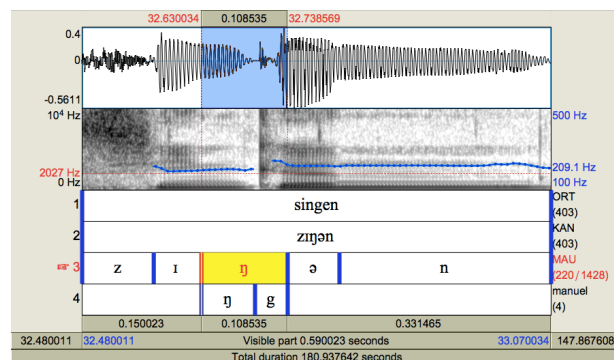 32.630034 0.108535 32.738569
0.4
0
-0.5611
10⁴ Hz 500 Hz
2027 Hz 209.1 Hz
0 Hz 100 Hz
1 singen ORT (403)
2 zɪŋən KAN (403)
3 z ɪ ŋ ə n MAU (220 / 1428)
4 ŋ g manuel (4)
0.150023 0.108535 0.331465
32.480011 32.480011 Visible part 0.590023 seconds 33.070034 147.867608
Total duration 180.937642 seconds